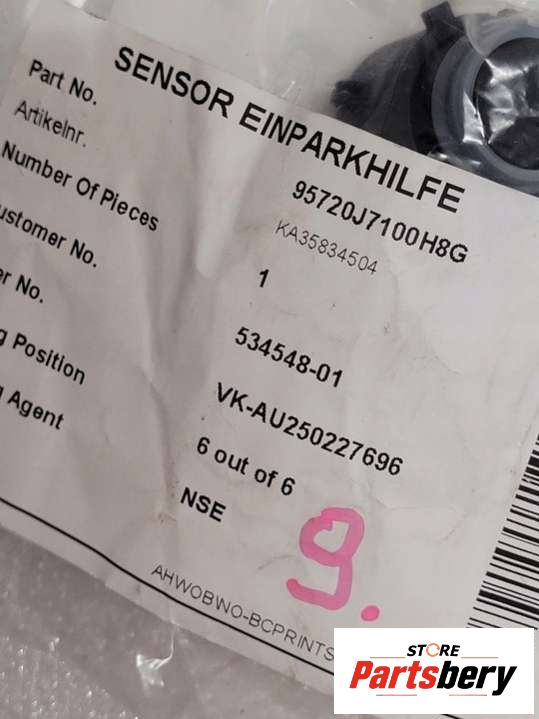 SENSOR EINPARKHILFE
Part No. 95720J7100H8G
Artikelnr. KA35834504
Number Of Pieces 1
ustomer No. 534548-01
er No. VK-AU250227696
g Position 6 out of 6
Agent NSE
9.
AHWOBWO-BCPRINTS
STORE
Partsbery